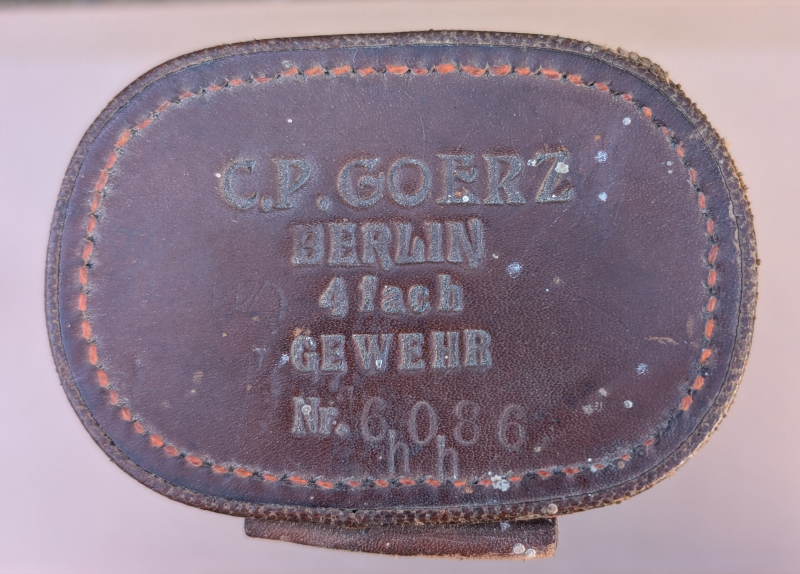 C.P. GOERZ
BERLIN
4 fach
GEWEHR
Nr. 6086
h h